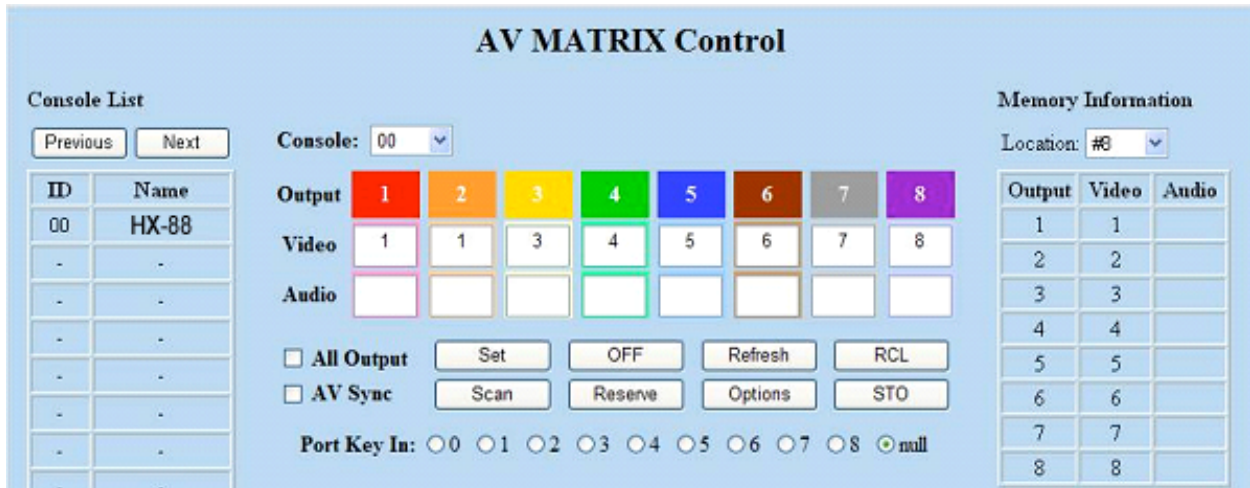 AV MATRIX Control
Console List
Previous Next
ID Name
00 HX-88
- -
- -
- -
- -
- -
- -
Console: 00
Output 1 2 3 4 5 6 7 8
Video 1 1 3 4 5 6 7 8
Audio
All Output Set OFF Refresh RCL
AV Sync Scan Reserve Options STO
Port Key In: 0 1 2 3 4 5 6 7 8 null
Memory Information
Location: #8
Output Video Audio
1 1
2 2
3 3
4 4
5 5
6 6
7 7
8 8